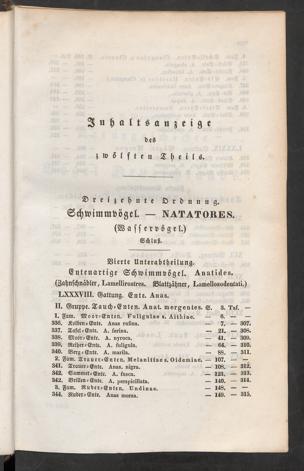 Inhaltsanzeige
des
zwölften Theils.
Dreizehnte Ordnung.
Schwimmvögel. — NATATORES.
(Wasservögel.)
Schluß.
Vierte Unterabtheilung.
Entenartige Schwimmvögel. Anatides.
(Zahnschnäbler, Lamellirostres. Blattzähner, Lamellosodentati.)
LXXXVIII. Gattung. Ente. Anas.
II. Gruppe. Tauch-Enten. Anat. mergentes. S. 3. Taf. —
1. Fam. Moor-Enten. Fuligulae s. Aithiae. — 6. — —
336. Kolben-Ente. Anas rufina. — 7. — 307.
337. Tafel-Ente. A. ferina. — 21. — 308.
338. Moor-Ente. A. nyroca. — 41. — 309.
339. Reiher-Ente. A. fuligula. — 64. — 310.
340. Berg-Ente. A. marila. — 88. — 311.
2. Fam. Trauer-Enten. Melanittae s. Oidemiae. — 107. — —
341. Trauer-Ente. Anas. nigra. — 108. — 312.
342. Sammet-Ente. A. fusca. — 123. — 313.
343. Brillen-Ente. A. perspicillata. — 140. — 314.
3. Fam. Ruder-Enten. Undinae. — 148. — —
344. Ruder-Ente. Anas mersa. — 149. — 315.